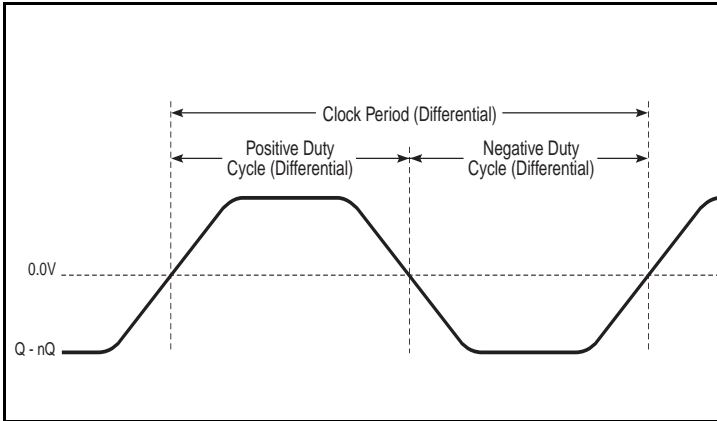 Clock Period (Differential)
Positive Duty
Cycle (Differential)
Negative Duty
Cycle (Differential)
0.0V
Q - nQ